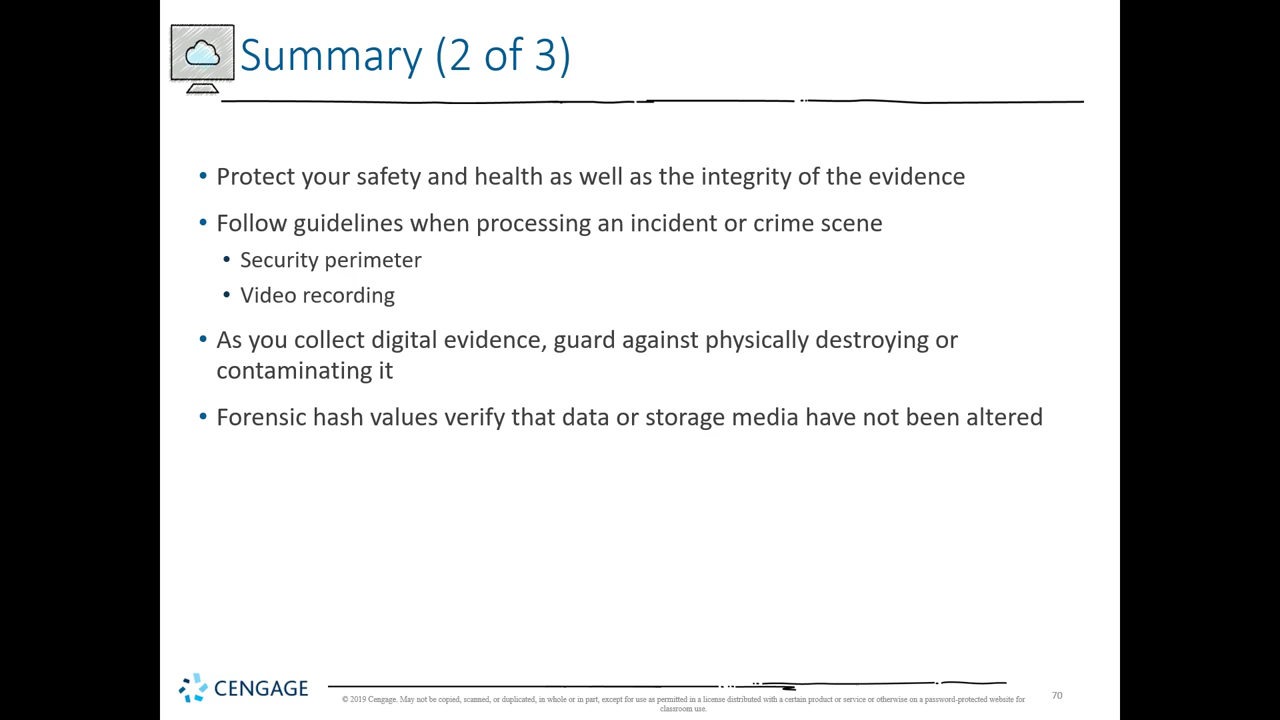 Summary (2 of 3)
• Protect your safety and health as well as the integrity of the evidence
• Follow guidelines when processing an incident or crime scene
• Security perimeter
• Video recording
• As you collect digital evidence, guard against physically destroying or
contaminating it
• Forensic hash values verify that data or storage media have not been altered
CENGAGE
© 2019 Cengage. May not be copied, scanned, or duplicated, in whole or in part, except for use as permitted in a license distributed with a certain product or service or otherwise on a password-protected website for
classroom use.
70